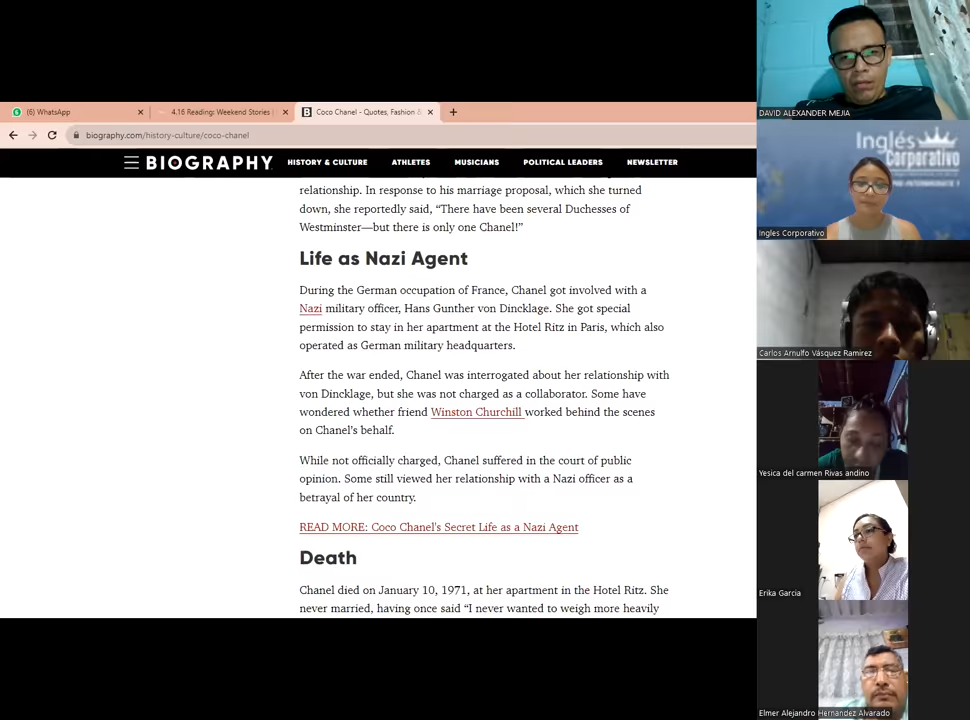 (6) WhatsApp
4.16 Reading: Weekend Stories |
Coco Chanel - Quotes, Fashion &
biography.com/history-culture/coco-chanel
BIOGRAPHY
HISTORY & CULTURE
ATHLETES
MUSICIANS
POLITICAL LEADERS
NEWSLETTER
relationship. In response to his marriage proposal, which she turned
down, she reportedly said, “There have been several Duchesses of
Westminster—but there is only one Chanel!”
Life as Nazi Agent
During the German occupation of France, Chanel got involved with a
Nazi military officer, Hans Gunther von Dincklage. She got special
permission to stay in her apartment at the Hotel Ritz in Paris, which also
operated as German military headquarters.
After the war ended, Chanel was interrogated about her relationship with
von Dincklage, but she was not charged as a collaborator. Some have
wondered whether friend Winston Churchill worked behind the scenes
on Chanel’s behalf.
While not officially charged, Chanel suffered in the court of public
opinion. Some still viewed her relationship with a Nazi officer as a
betrayal of her country.
READ MORE: Coco Chanel's Secret Life as a Nazi Agent
Death
Chanel died on January 10, 1971, at her apartment in the Hotel Ritz. She
never married, having once said “I never wanted to weigh more heavily
DAVID ALEXANDER MEJIA
Inglés
Corporativo
Ingles Corporativo
Carlos Arnulfo Vásquez Ramirez
Yesica del carmen Rivas andino
Erika Garcia
Elmer Alejandro Hernandez Alvarado